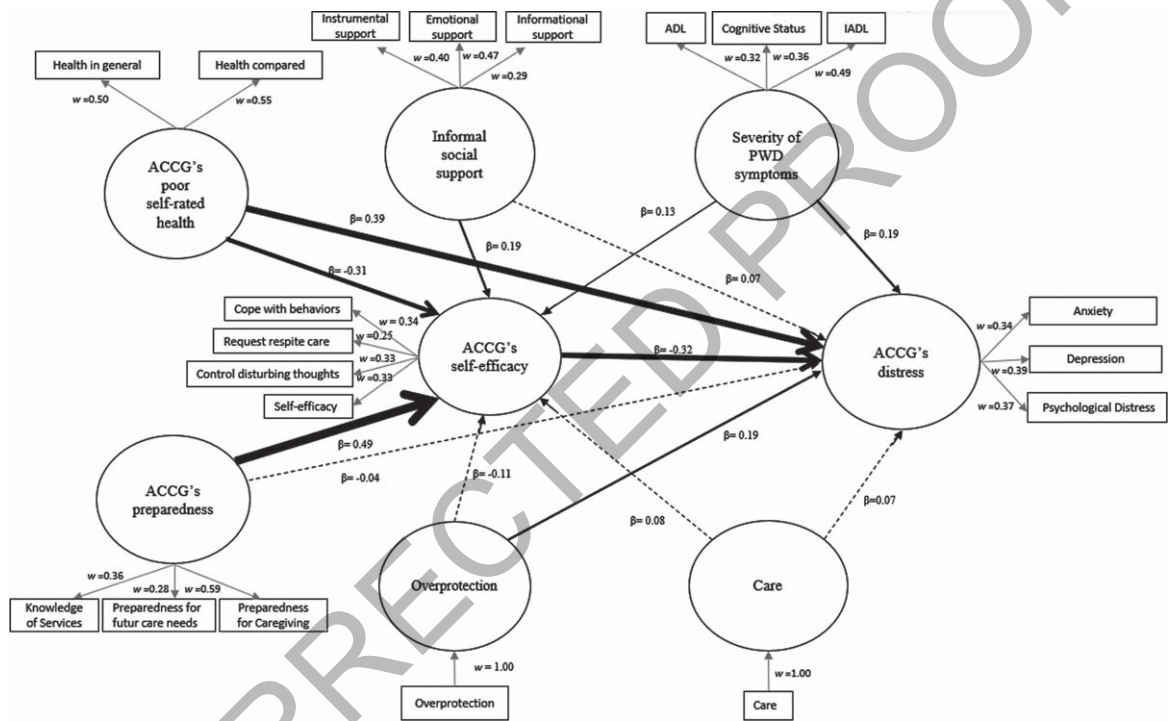 Instrumental
support
Emotional
support
Informational
support
w =0.40
w =0.47
w =0.29
ADL
Cognitive Status
IADL
w =0.32
w =0.36
w =0.49
Health in general
Health compared
w =0.50
w =0.55
ACCG's
poor
self-rated
health
Informal
social
support
Severity of
PWD
symptoms
β= 0.39
β= -0.31
β= 0.19
β= 0.13
β= 0.07
β= 0.19
Cope with behaviors
Request respite care
Control disturbing thoughts
Self-efficacy
w= 0.34
w=0.25
w =0.33
w =0.33
ACCG's
self-efficacy
β= -0.32
ACCG's
distress
Anxiety
Depression
Psychological Distress
w =0.34
w =0.39
w =0.37
ACCG's
preparedness
β= 0.49
β= -0.04
β= -0.11
β= 0.19
β= 0.08
β=0.07
w =0.36
w =0.28
w =0.59
Knowledge
of Services
Preparedness for
futur care needs
Preparedness
for Caregiving
Overprotection
Care
w = 1.00
w =1.00
Overprotection
Care
RECTED PROO